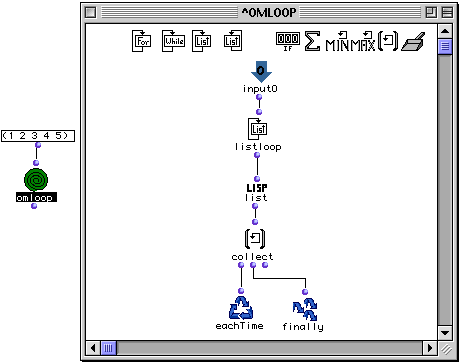 ^OMLOOP
For While List List 000 IF Σ MIN MAX
0
input0
List
listloop
(1 2 3 4 5)
omloop
LISP
list
collect
eachTime finally